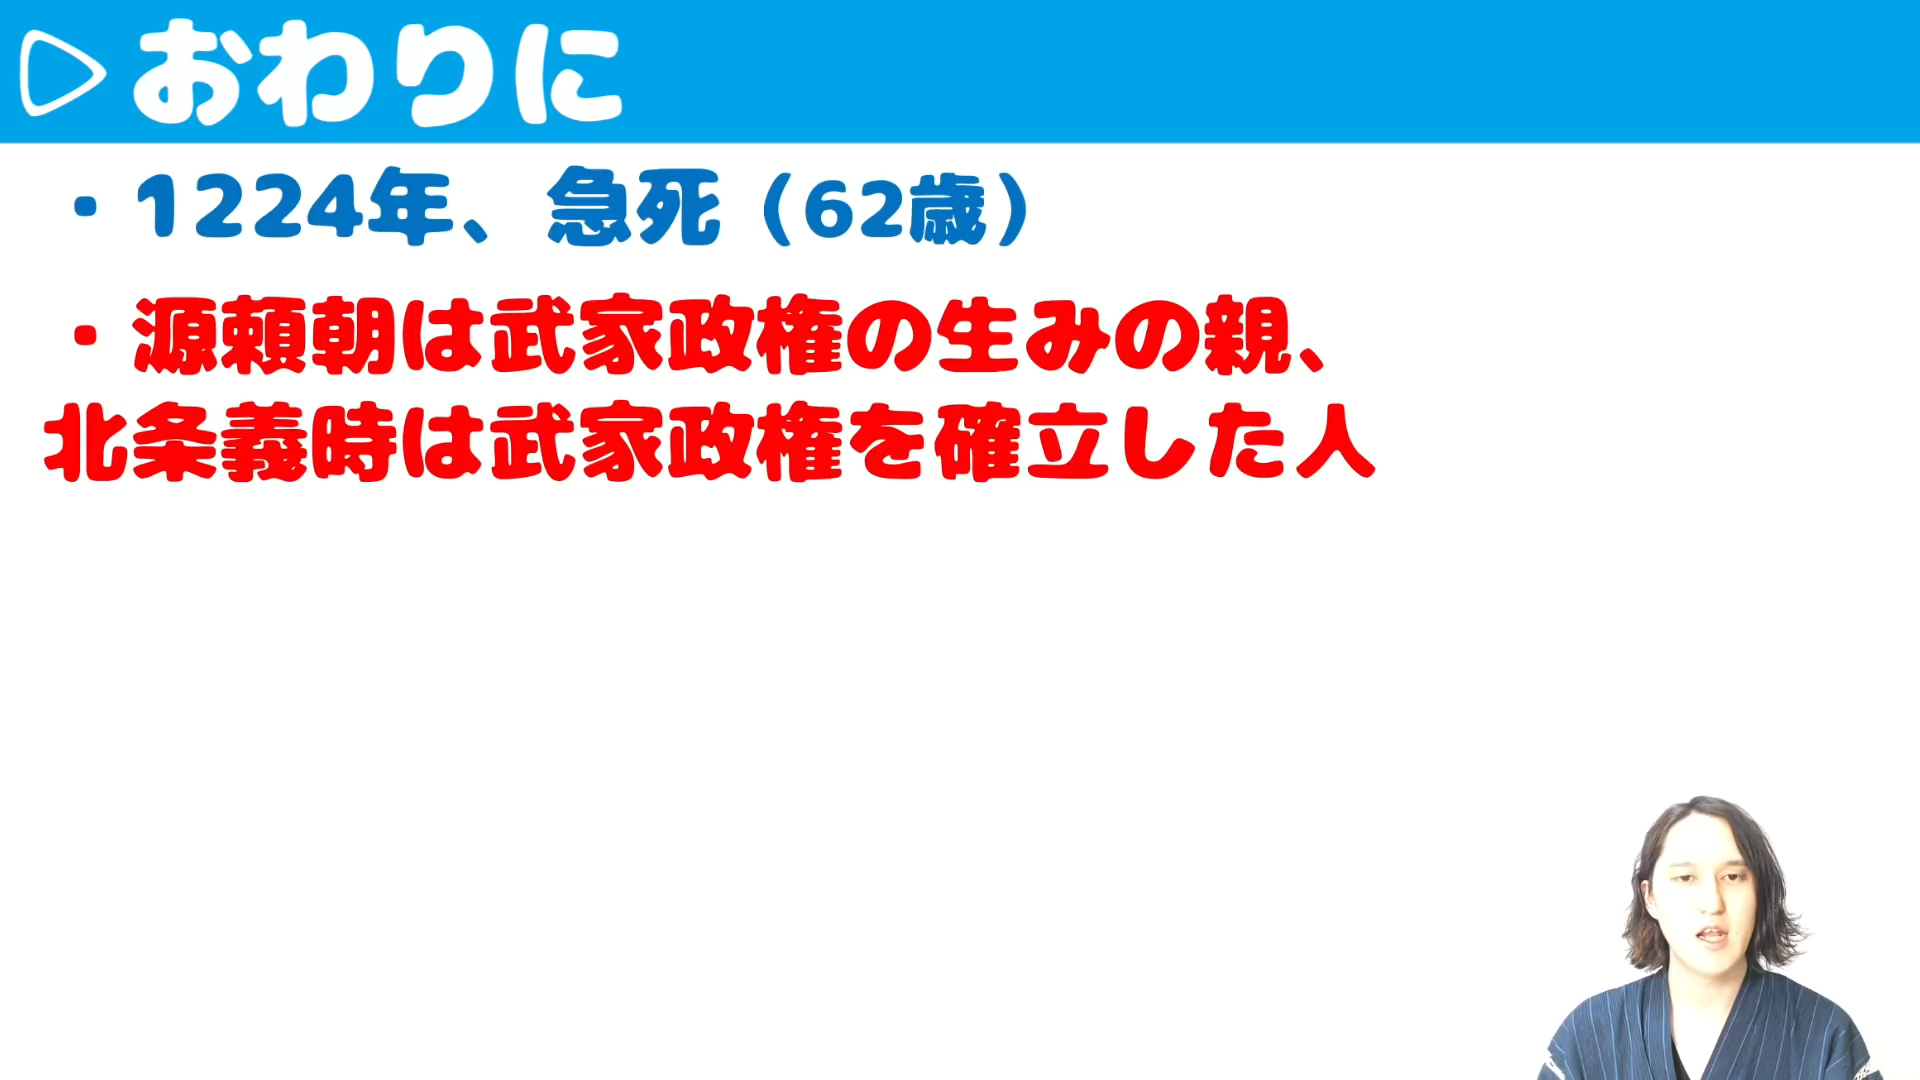 おわりに
・1224年、急死（62歳）
・源頼朝は武家政権の生みの親、
北条義時は武家政権を確立した人